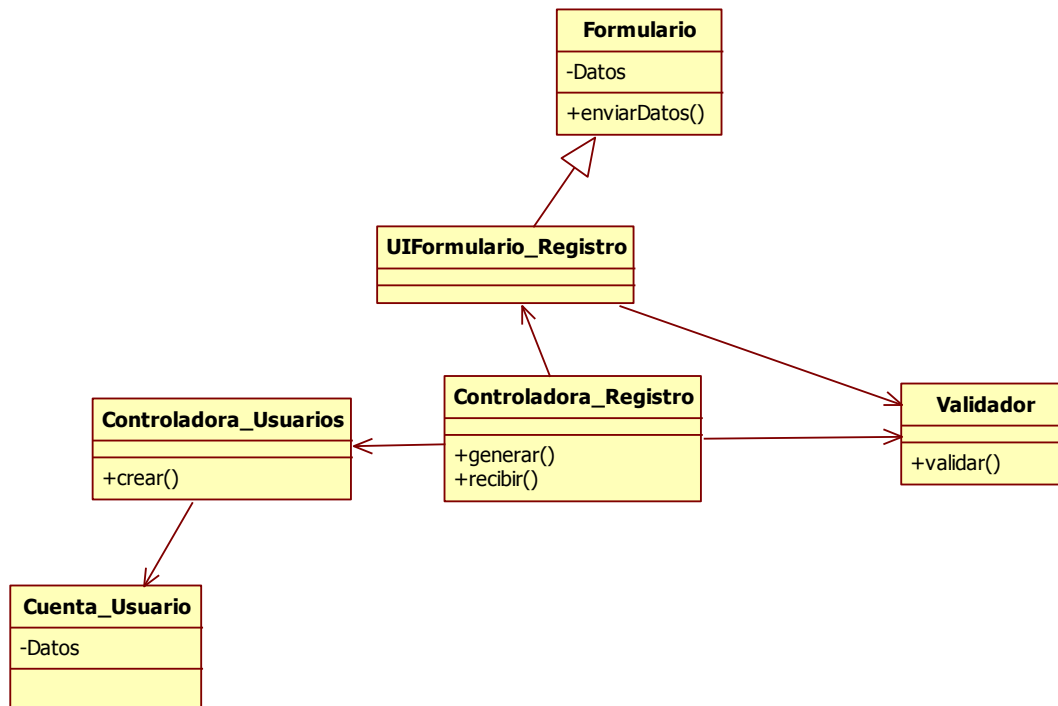 Formulario
-Datos
+enviarDatos()
UIFormulario_Registro
Controladora_Usuarios
+crear()
Controladora_Registro
+generar()
+recibir()
Validador
+validar()
Cuenta_Usuario
-Datos